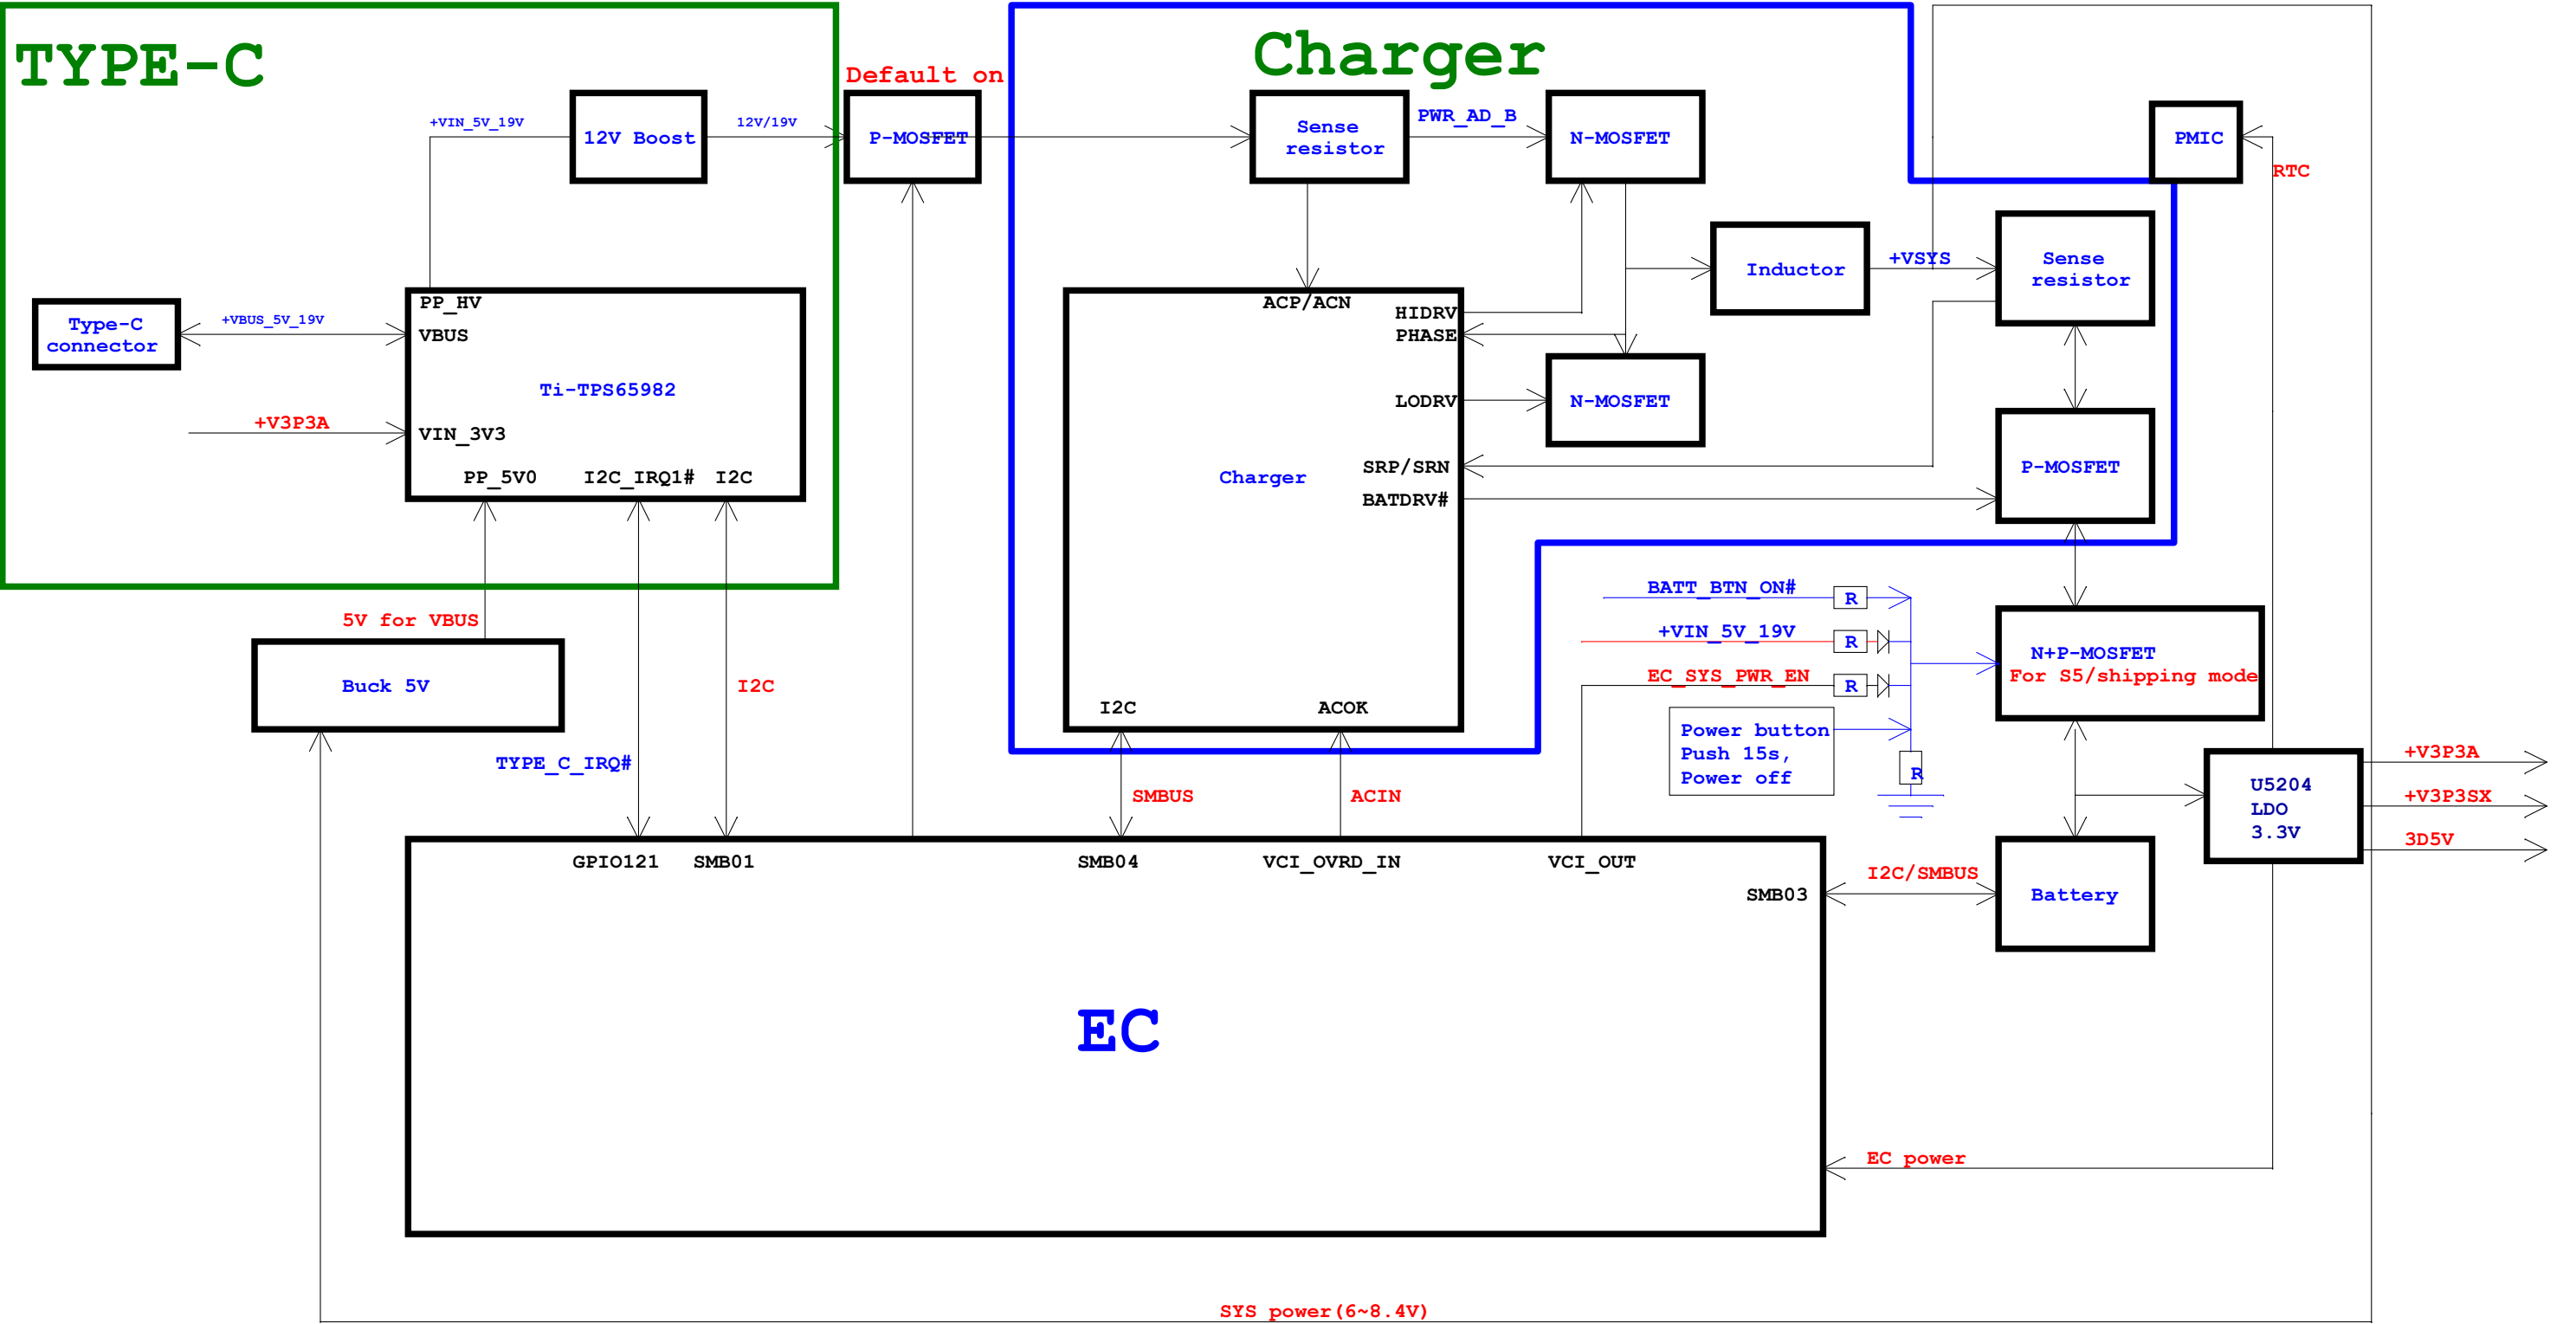 TYPE-C
Charger
Default on
+VIN_5V_19V
12V Boost
12V/19V
P-MOSFET
Sense
resistor
PWR_AD_B
N-MOSFET
PMIC
RTC
Type-C
connector
+VBUS_5V_19V
PP_HV
VBUS
Ti-TPS65982
+V3P3A
VIN_3V3
PP_5V0
I2C_IRQ1#
I2C
ACP/ACN
HIDRV
PHASE
LODRV
SRP/SRN
BATDRV#
Charger
I2C
ACOK
Inductor
+VSYS
Sense
resistor
N-MOSFET
P-MOSFET
5V for VBUS
Buck 5V
I2C
TYPE_C_IRQ#
SMBUS
ACIN
BATT_BTN_ON#
R
+VIN_5V_19V
R
EC_SYS_PWR_EN
R
Power button
Push 15s,
Power off
R
N+P-MOSFET
For S5/shipping mode
U5204
LDO
3.3V
+V3P3A
+V3P3SX
3D5V
GPIO121
SMB01
SMB04
VCI_OVRD_IN
VCI_OUT
SMB03
I2C/SMBUS
Battery
EC
EC power
SYS power(6~8.4V)